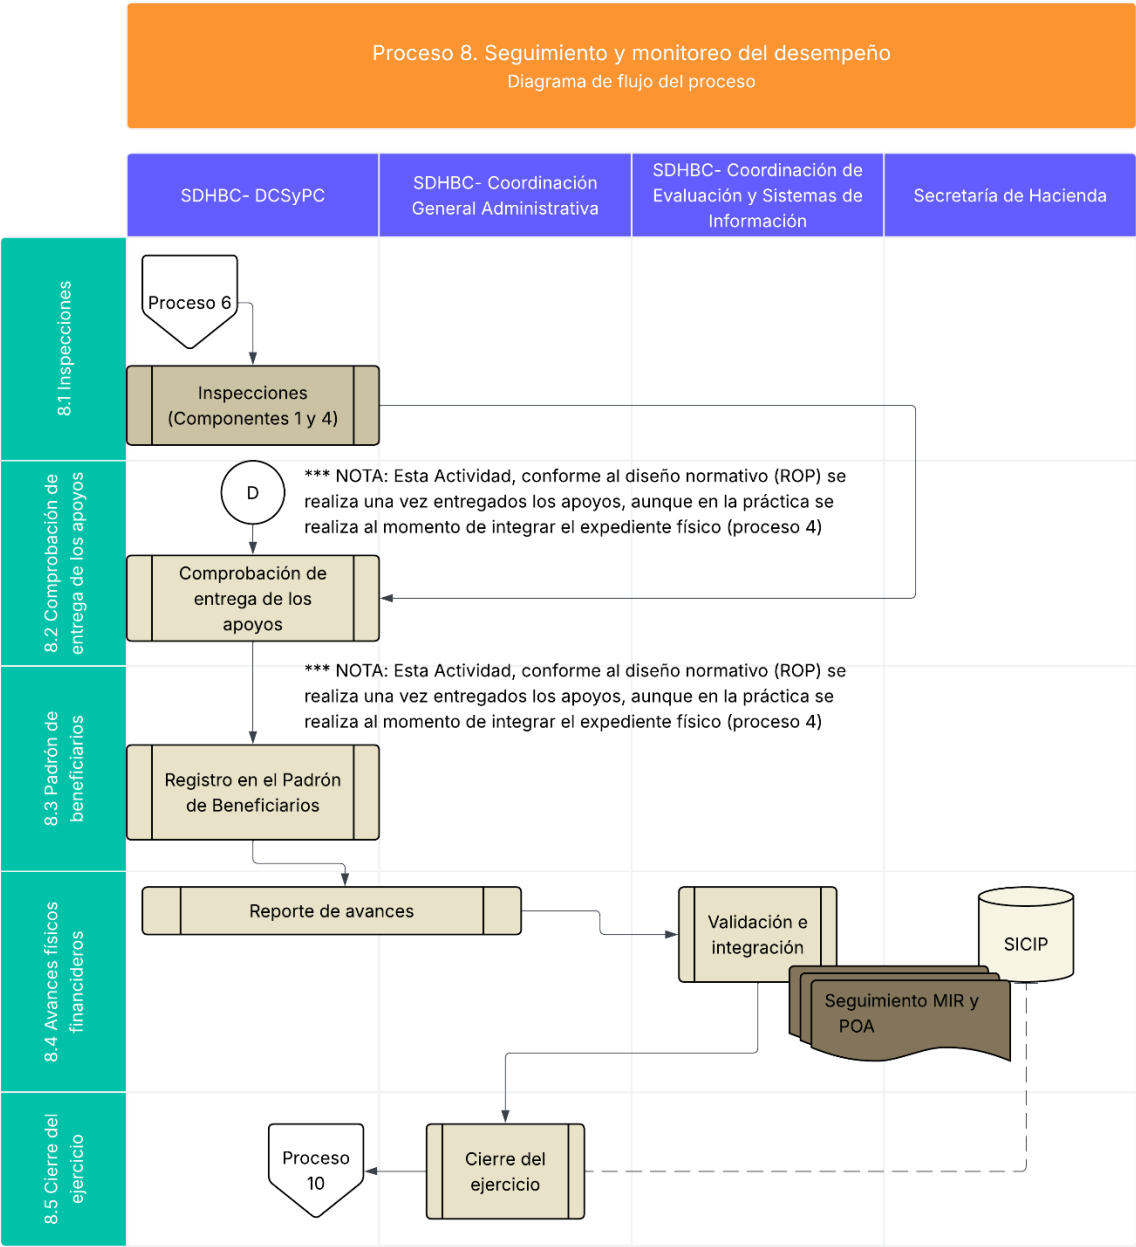 Proceso 8. Seguimiento y monitoreo del desempeño
Diagrama de flujo del proceso
SDHBC- DCSyPC
SDHBC- Coordinación
General Administrativa
SDHBC- Coordinación de
Evaluación y Sistemas de
Información
Secretaría de Hacienda
8.1 Inspecciones
Proceso 6
Inspecciones
(Componentes 1 y 4)
8.2 Comprobación de
entrega de los apoyos
D
*** NOTA: Esta Actividad, conforme al diseño normativo (ROP) se
realiza una vez entregados los apoyos, aunque en la práctica se
realiza al momento de integrar el expediente físico (proceso 4)
Comprobación de
entrega de los
apoyos
8.3 Padrón de
beneficiarios
*** NOTA: Esta Actividad, conforme al diseño normativo (ROP) se
realiza una vez entregados los apoyos, aunque en la práctica se
realiza al momento de integrar el expediente físico (proceso 4)
Registro en el Padrón
de Beneficiarios
8.4 Avances físicos
financideros
Reporte de avances
Validación e
integración
SICIP
Seguimiento MIR y
POA
8.5 Cierre del
ejercicio
Proceso
10
Cierre del
ejercicio